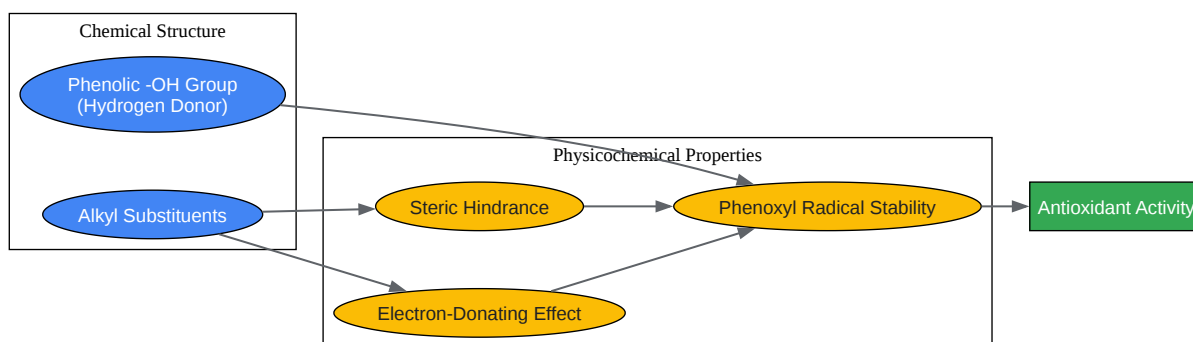 Chemical Structure
Phenolic -OH Group
(Hydrogen Donor)
Alkyl Substituents
Physicochemical Properties
Steric Hindrance
Phenoxyl Radical Stability
Electron-Donating Effect
Antioxidant Activity